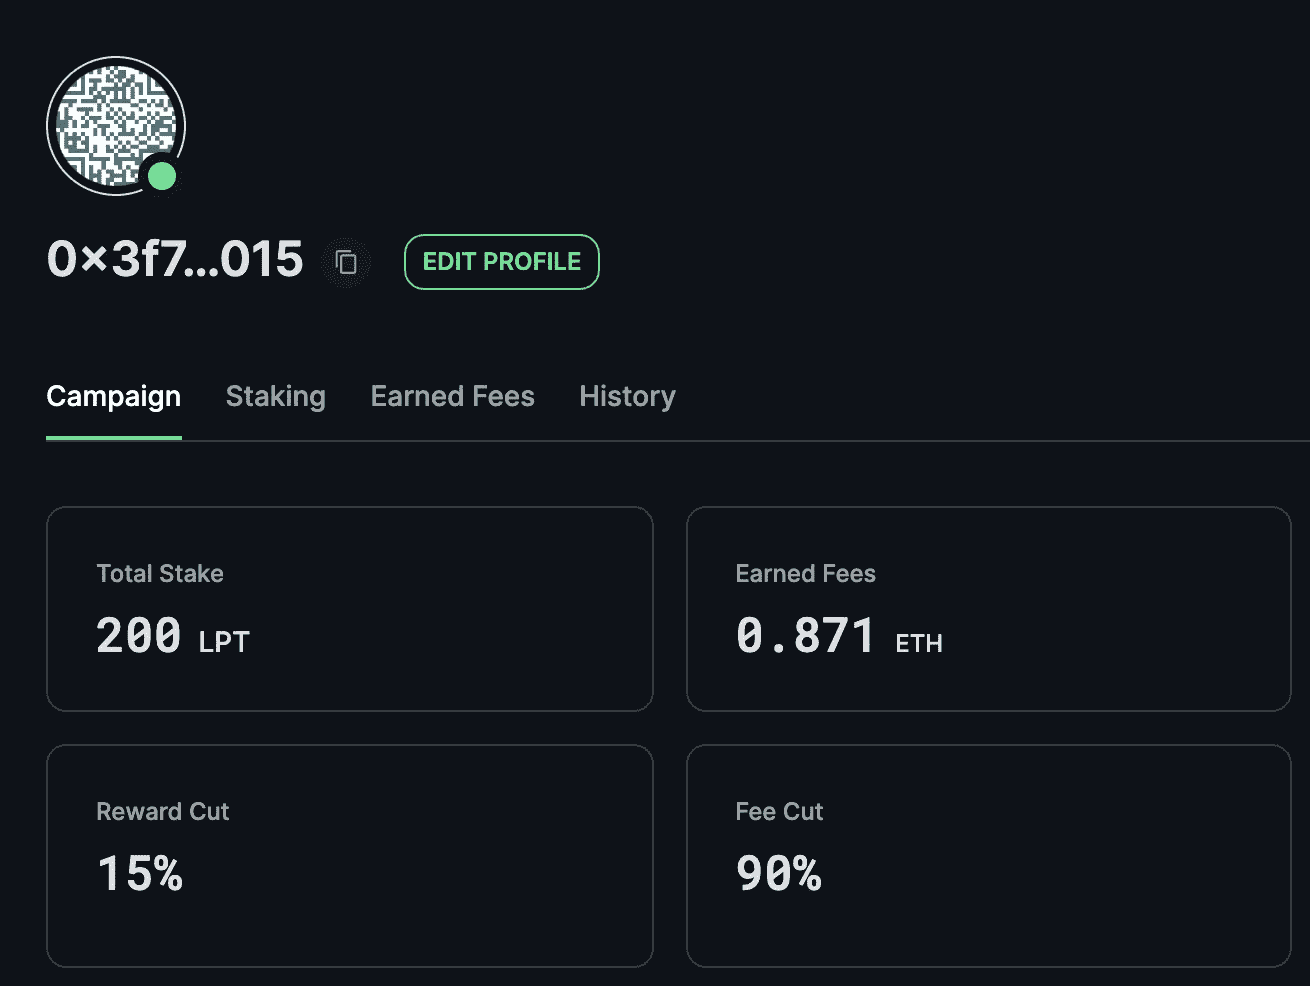 0×3f7…015 EDIT PROFILE
Campaign Staking Earned Fees History
Total Stake
200 LPT
Earned Fees
0.871 ETH
Reward Cut
15%
Fee Cut
90%